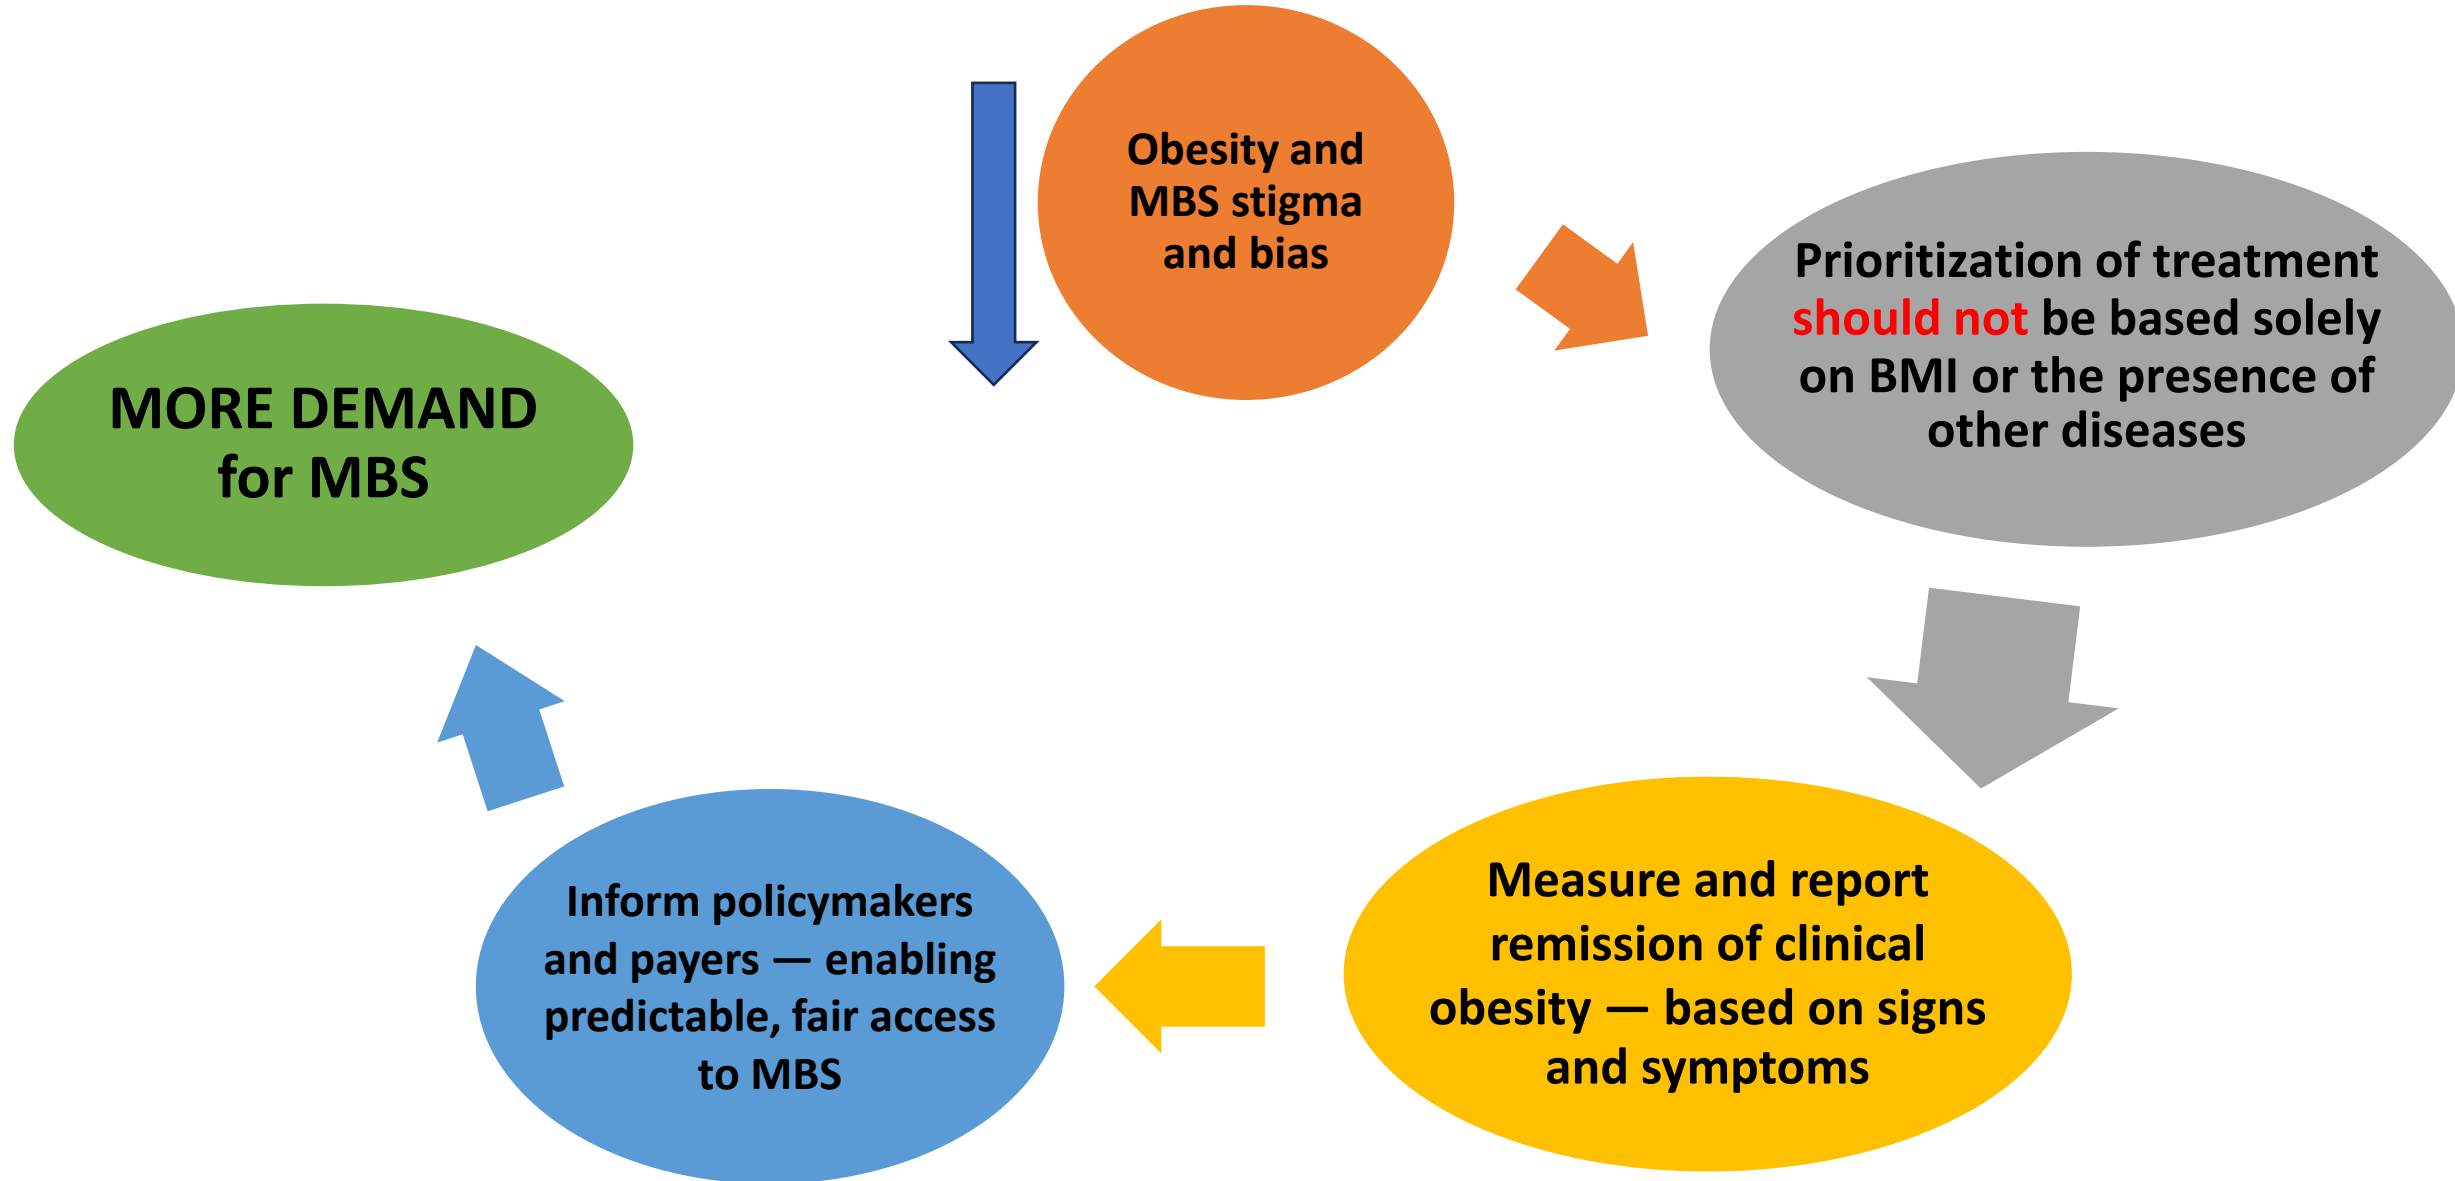 Obesity and
MBS stigma
and bias
Prioritization of treatment
should not be based solely
on BMI or the presence of
other diseases
Measure and report
remission of clinical
obesity — based on signs
and symptoms
Inform policymakers
and payers — enabling
predictable, fair access
to MBS
MORE DEMAND
for MBS